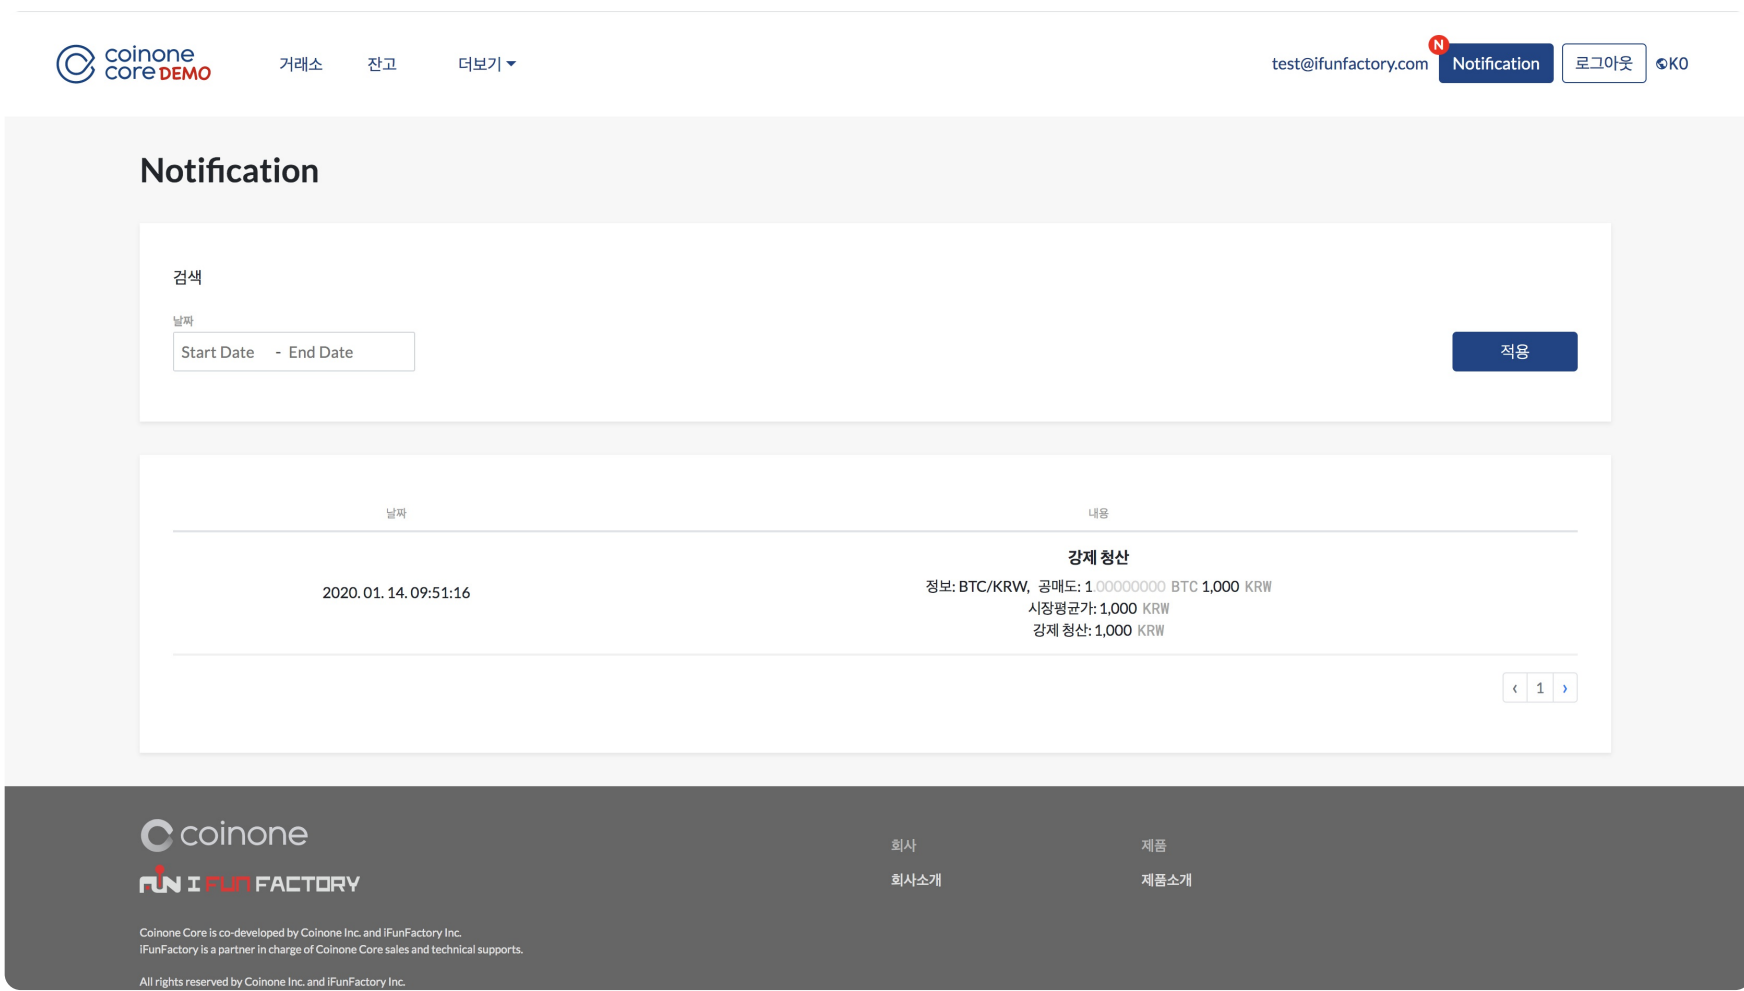 coinone
core DEMO
거래소 잔고 더보기
test@ifunfactory.com N Notification 로그아웃 KO
Notification
검색
날짜
Start Date - End Date 적용
날짜 내용
강제 청산
2020. 01. 14. 09:51:16
정보: BTC/KRW, 공매도: 1.00000000 BTC 1,000 KRW
시장평균가: 1,000 KRW
강제 청산: 1,000 KRW
‹ 1 ›
coinone
회사 제품
FUN I FUN FACTORY
회사소개 제품소개
Coinone Core is co-developed by Coinone Inc. and iFunFactory Inc.
iFunFactory is a partner in charge of Coinone Core sales and technical supports.
All rights reserved by Coinone Inc. and iFunFactory Inc.